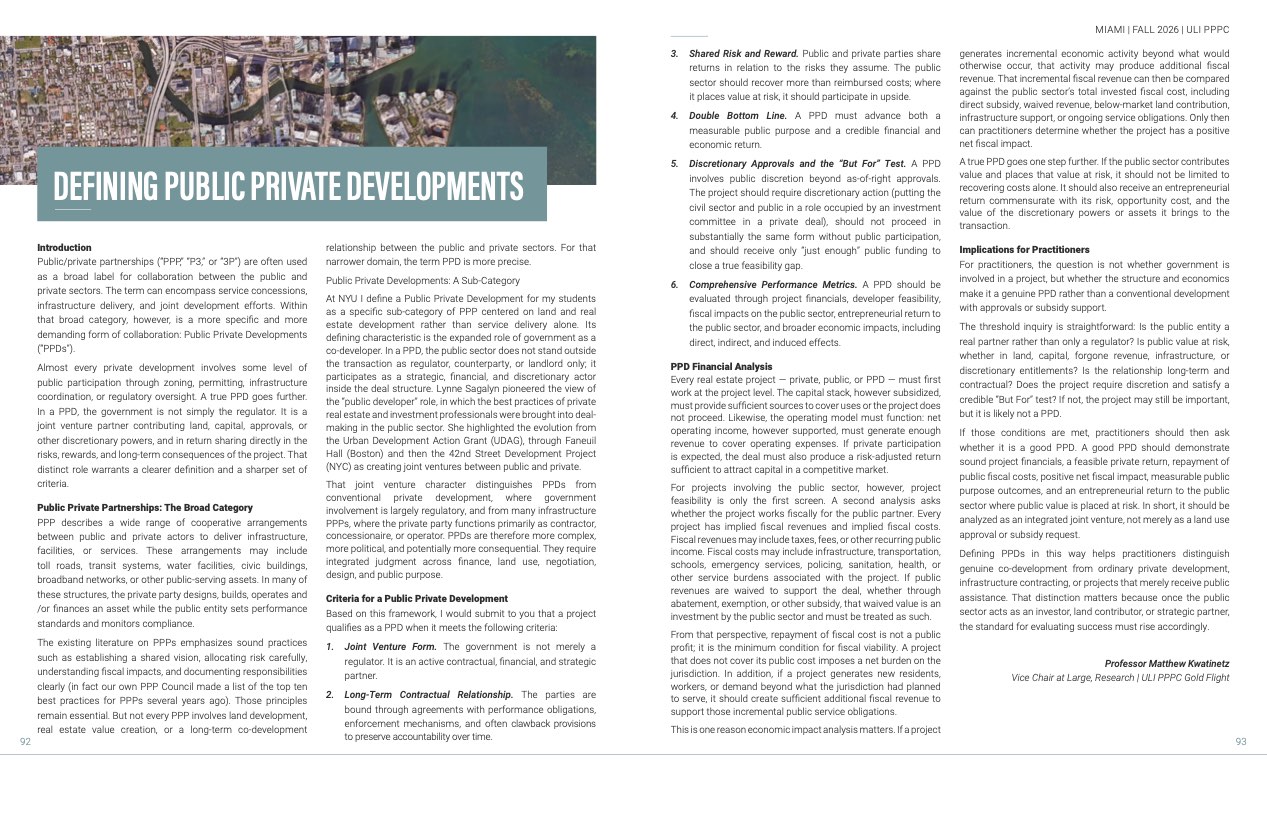 DEFINING PUBLIC PRIVATE DEVELOPMENTS
Introduction
Public/private partnerships (“PPP,” “P3,” or “3P”) are often used
as a broad label for collaboration between the public and
private sectors. The term can encompass service concessions,
infrastructure delivery, and joint development efforts. Within
that broad category, however, is a more specific and more
demanding form of collaboration: Public Private Developments
(“PPDs”).
Almost every private development involves some level of
public participation through zoning, permitting, infrastructure
coordination, or regulatory oversight. A true PPD goes further.
In a PPD, the government is not simply the regulator. It is a
joint venture partner contributing land, capital, approvals, or
other discretionary powers, and in return sharing directly in the
risks, rewards, and long-term consequences of the project. That
distinct role warrants a clearer definition and a sharper set of
criteria.
Public Private Partnerships: The Broad Category
PPP describes a wide range of cooperative arrangements
between public and private actors to deliver infrastructure,
facilities, or services. These arrangements may include
toll roads, transit systems, water facilities, civic buildings,
broadband networks, or other public-serving assets. In many of
these structures, the private party designs, builds, operates and
/or finances an asset while the public entity sets performance
standards and monitors compliance.
The existing literature on PPPs emphasizes sound practices
such as establishing a shared vision, allocating risk carefully,
understanding fiscal impacts, and documenting responsibilities
clearly (in fact our own PPP Council made a list of the top ten
best practices for PPPs several years ago). Those principles
remain essential. But not every PPP involves land development,
real estate value creation, or a long-term co-development
92
relationship between the public and private sectors. For that
narrower domain, the term PPD is more precise.
Public Private Developments: A Sub-Category
At NYU I define a Public Private Development for my students
as a specific sub-category of PPP centered on land and real
estate development rather than service delivery alone. Its
defining characteristic is the expanded role of government as a
co-developer. In a PPD, the public sector does not stand outside
the transaction as regulator, counterparty, or landlord only; it
participates as a strategic, financial, and discretionary actor
inside the deal structure. Lynne Sagalyn pioneered the view of
the “public developer” role, in which the best practices of private
real estate and investment professionals were brought into deal-
making in the public sector. She highlighted the evolution from
the Urban Development Action Grant (UDAG), through Faneuil
Hall (Boston) and then the 42nd Street Development Project
(NYC) as creating joint ventures between public and private.
That joint venture character distinguishes PPDs from
conventional private development, where government
involvement is largely regulatory, and from many infrastructure
PPPs, where the private party functions primarily as contractor,
concessionaire, or operator. PPDs are therefore more complex,
more political, and potentially more consequential. They require
integrated judgment across finance, land use, negotiation,
design, and public purpose.
Criteria for a Public Private Development
Based on this framework, I would submit to you that a project
qualifies as a PPD when it meets the following criteria:
1. Joint Venture Form. The government is not merely a
regulator. It is an active contractual, financial, and strategic
partner.
2. Long-Term Contractual Relationship. The parties are
bound through agreements with performance obligations,
enforcement mechanisms, and often clawback provisions
to preserve accountability over time.
MIAMI | FALL 2026 | ULI PPPC
3. Shared Risk and Reward. Public and private parties share
returns in relation to the risks they assume. The public
sector should recover more than reimbursed costs; where
it places value at risk, it should participate in upside.
4. Double Bottom Line. A PPD must advance both a
measurable public purpose and a credible financial and
economic return.
5. Discretionary Approvals and the “But For” Test. A PPD
involves public discretion beyond as-of-right approvals.
The project should require discretionary action (putting the
civil sector and public in a role occupied by an investment
committee in a private deal), should not proceed in
substantially the same form without public participation,
and should receive only “just enough” public funding to
close a true feasibility gap.
6. Comprehensive Performance Metrics. A PPD should be
evaluated through project financials, developer feasibility,
fiscal impacts on the public sector, entrepreneurial return to
the public sector, and broader economic impacts, including
direct, indirect, and induced effects.
PPD Financial Analysis
Every real estate project — private, public, or PPD — must first
work at the project level. The capital stack, however subsidized,
must provide sufficient sources to cover uses or the project does
not proceed. Likewise, the operating model must function: net
operating income, however supported, must generate enough
revenue to cover operating expenses. If private participation
is expected, the deal must also produce a risk-adjusted return
sufficient to attract capital in a competitive market.
For projects involving the public sector, however, project
feasibility is only the first screen. A second analysis asks
whether the project works fiscally for the public partner. Every
project has implied fiscal revenues and implied fiscal costs.
Fiscal revenues may include taxes, fees, or other recurring public
income. Fiscal costs may include infrastructure, transportation,
schools, emergency services, policing, sanitation, health, or
other service burdens associated with the project. If public
revenues are waived to support the deal, whether through
abatement, exemption, or other subsidy, that waived value is an
investment by the public sector and must be treated as such.
From that perspective, repayment of fiscal cost is not a public
profit; it is the minimum condition for fiscal viability. A project
that does not cover its public cost imposes a net burden on the
jurisdiction. In addition, if a project generates new residents,
workers, or demand beyond what the jurisdiction had planned
to serve, it should create sufficient additional fiscal revenue to
support those incremental public service obligations.
This is one reason economic impact analysis matters. If a project
generates incremental economic activity beyond what would
otherwise occur, that activity may produce additional fiscal
revenue. That incremental fiscal revenue can then be compared
against the public sector’s total invested fiscal cost, including
direct subsidy, waived revenue, below-market land contribution,
infrastructure support, or ongoing service obligations. Only then
can practitioners determine whether the project has a positive
net fiscal impact.
A true PPD goes one step further. If the public sector contributes
value and places that value at risk, it should not be limited to
recovering costs alone. It should also receive an entrepreneurial
return commensurate with its risk, opportunity cost, and the
value of the discretionary powers or assets it brings to the
transaction.
Implications for Practitioners
For practitioners, the question is not whether government is
involved in a project, but whether the structure and economics
make it a genuine PPD rather than a conventional development
with approvals or subsidy support.
The threshold inquiry is straightforward: Is the public entity a
real partner rather than only a regulator? Is public value at risk,
whether in land, capital, forgone revenue, infrastructure, or
discretionary entitlements? Is the relationship long-term and
contractual? Does the project require discretion and satisfy a
credible “But For” test? If not, the project may still be important,
but it is likely not a PPD.
If those conditions are met, practitioners should then ask
whether it is a good PPD. A good PPD should demonstrate
sound project financials, a feasible private return, repayment of
public fiscal costs, positive net fiscal impact, measurable public
purpose outcomes, and an entrepreneurial return to the public
sector where public value is placed at risk. In short, it should be
analyzed as an integrated joint venture, not merely as a land use
approval or subsidy request.
Defining PPDs in this way helps practitioners distinguish
genuine co-development from ordinary private development,
infrastructure contracting, or projects that merely receive public
assistance. That distinction matters because once the public
sector acts as an investor, land contributor, or strategic partner,
the standard for evaluating success must rise accordingly.
Professor Matthew Kwatinetz
Vice Chair at Large, Research | ULI PPPC Gold Flight
93